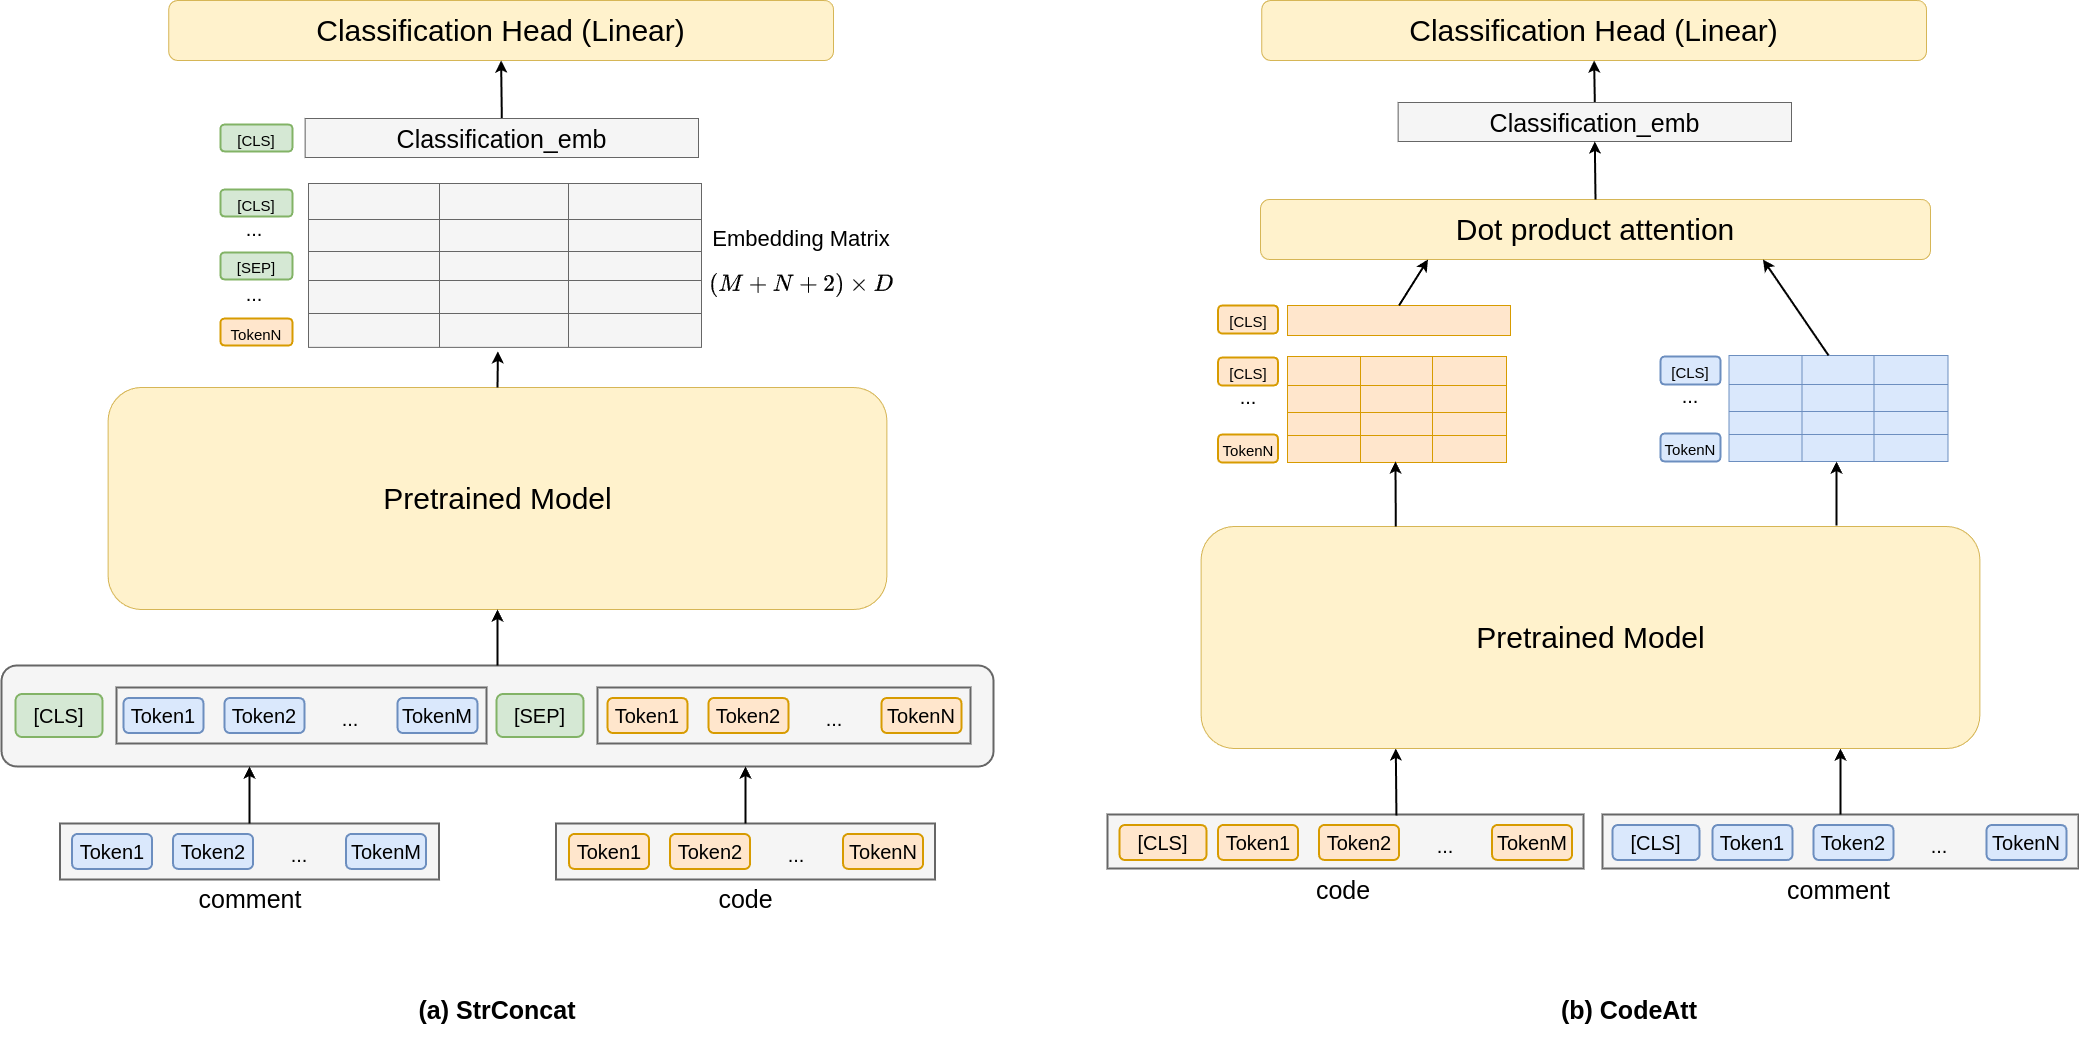 Classification Head (Linear)
[CLS]
Classification_emb
[CLS]
...
[SEP]
...
TokenN
Embedding Matrix
(M + N + 2) × D
Pretrained Model
[CLS] Token1 Token2 ... TokenM [SEP] Token1 Token2 ... TokenN
Token1 Token2 ... TokenM
comment
Token1 Token2 ... TokenN
code
(a) StrConcat
Classification Head (Linear)
Classification_emb
Dot product attention
[CLS]
[CLS]
...
TokenN
[CLS]
...
TokenN
Pretrained Model
[CLS] Token1 Token2 ... TokenM
code
[CLS] Token1 Token2 ... TokenN
comment
(b) CodeAtt